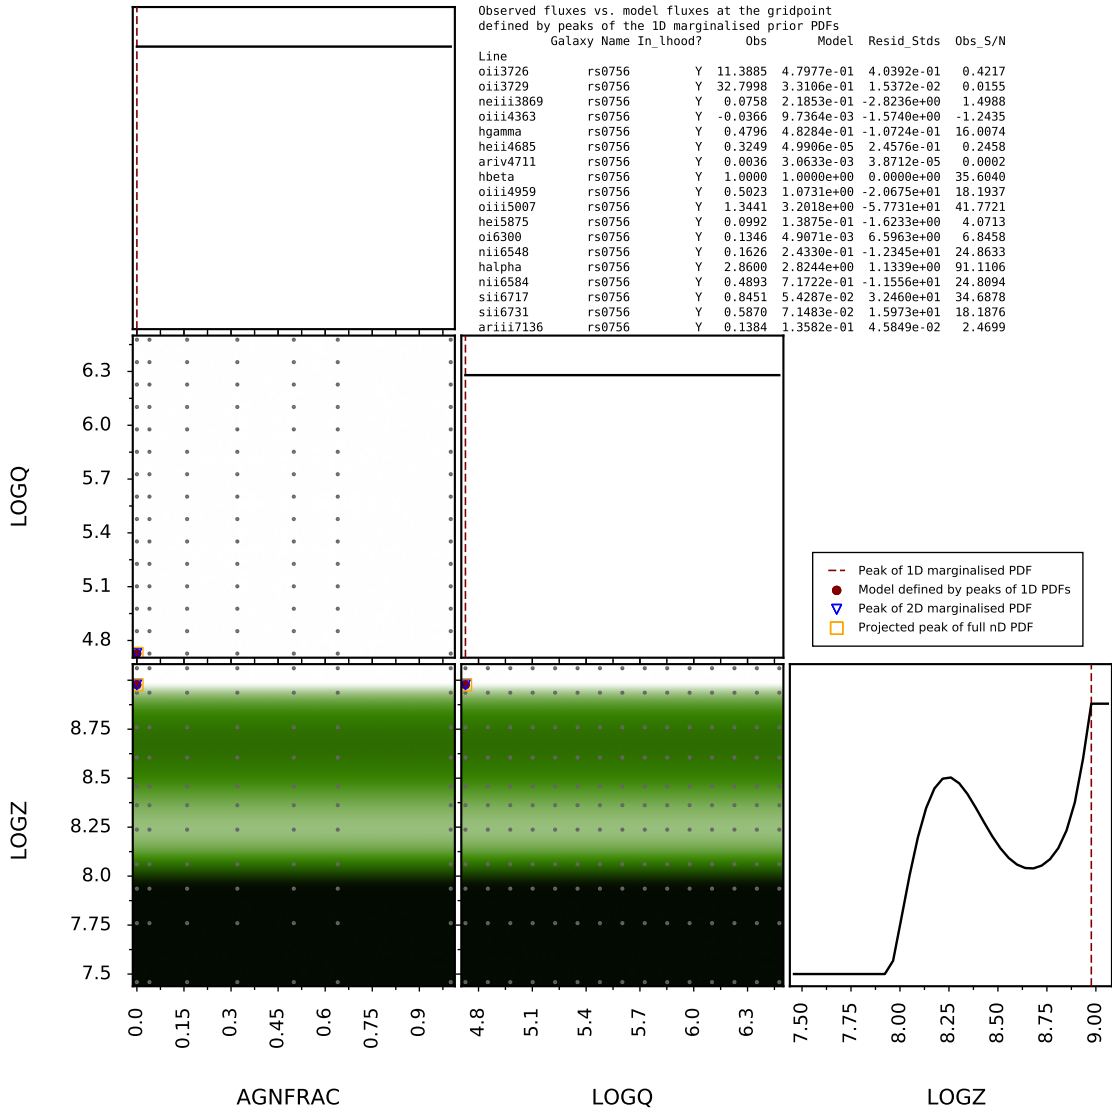 Observed fluxes vs. model fluxes at the gridpoint
defined by peaks of the 1D marginalised prior PDFs
Galaxy Name In_lhood? Obs Model Resid_Stds Obs_S/N
Line
oii3726 rs0756 Y 11.3885 4.7977e-01 4.0392e-01 0.4217
oii3729 rs0756 Y 32.7998 3.3106e-01 1.5372e-02 0.0155
neiii3869 rs0756 Y 0.0758 2.1853e-01 -2.8236e+00 1.4988
oiii4363 rs0756 Y -0.0366 9.7364e-03 -1.5740e+00 -1.2435
hgamma rs0756 Y 0.4796 4.8284e-01 -1.0724e-01 16.0074
heii4685 rs0756 Y 0.3249 4.9906e-05 2.4576e-01 0.2458
ariv4711 rs0756 Y 0.0036 3.0633e-03 3.8712e-05 0.0002
hbeta rs0756 Y 1.0000 1.0000e+00 0.0000e+00 35.6040
oiii4959 rs0756 Y 0.5023 1.0731e+00 -2.0675e+01 18.1937
oiii5007 rs0756 Y 1.3441 3.2018e+00 -5.7731e+01 41.7721
hei5875 rs0756 Y 0.0992 1.3875e-01 -1.6233e+00 4.0713
oi6300 rs0756 Y 0.1346 4.9071e-03 6.5963e+00 6.8458
nii6548 rs0756 Y 0.1626 2.4330e-01 -1.2345e+01 24.8633
halpha rs0756 Y 2.8600 2.8244e+00 1.1339e+00 91.1106
nii6584 rs0756 Y 0.4893 7.1722e-01 -1.1556e+01 24.8094
sii6717 rs0756 Y 0.8451 5.4287e-02 3.2460e+01 34.6878
sii6731 rs0756 Y 0.5870 7.1483e-02 1.5973e+01 18.1876
ariii7136 rs0756 Y 0.1384 1.3582e-01 4.5849e-02 2.4699
LOGQ
6.3
6.0
5.7
5.4
5.1
4.8
Peak of 1D marginalised PDF
Model defined by peaks of 1D PDFs
Peak of 2D marginalised PDF
Projected peak of full nD PDF
LOGZ
8.75
8.5
8.25
8.0
7.75
7.5
0.0 0.15 0.3 0.45 0.6 0.75 0.9
4.8 5.1 5.4 5.7 6.0 6.3
7.50 7.75 8.00 8.25 8.50 8.75 9.00
AGNFRAC
LOGQ
LOGZ